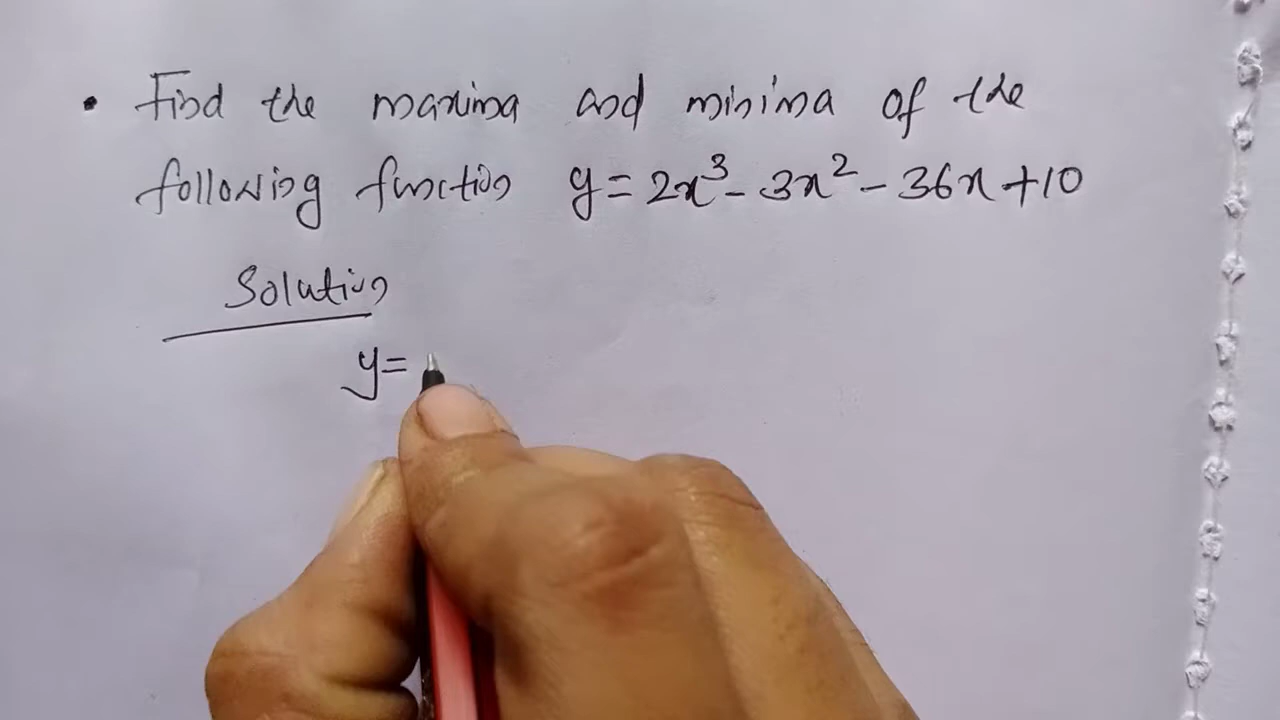 • Find the maxima and minima of the
following function y = 2x³ - 3x² - 36x + 10
Solution
y =